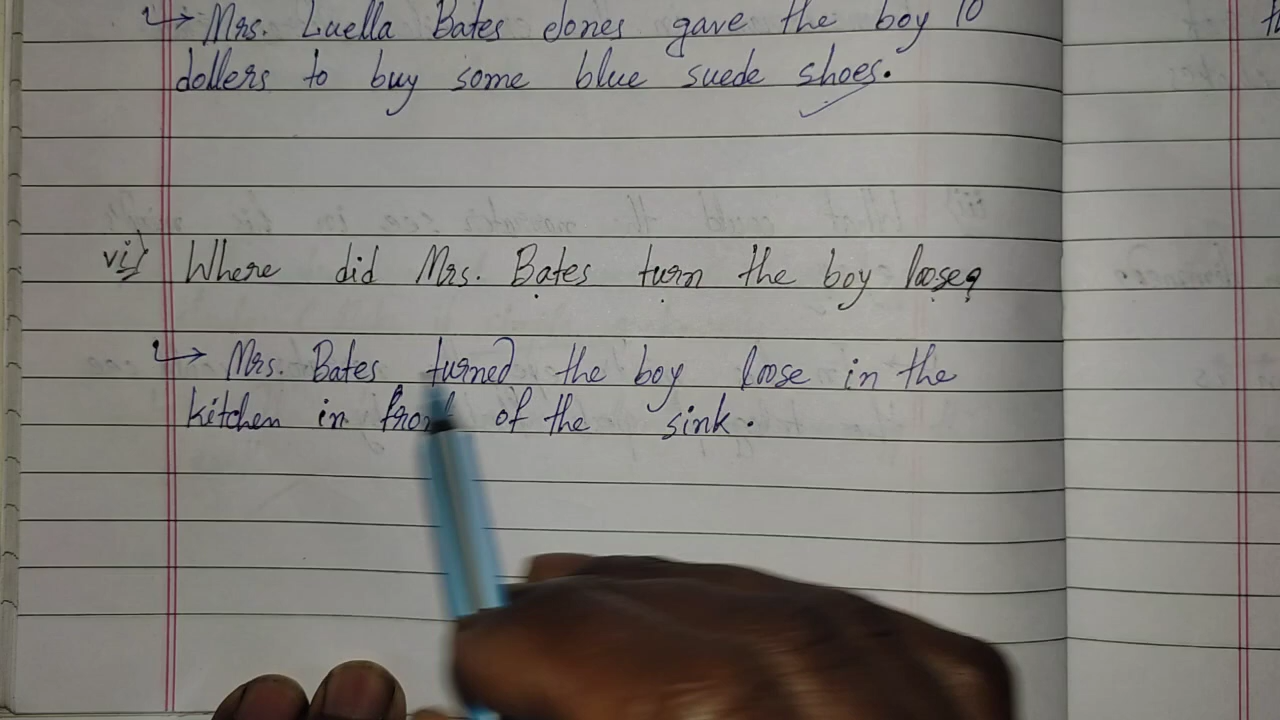 ↳ Mrs. Luella Bates Jones gave the boy 10
dollers to buy some blue suede shoes.
vi) Where did Mrs. Bates turn the boy loose?
↳ Mrs. Bates turned the boy loose in the
kitchen in front of the sink.